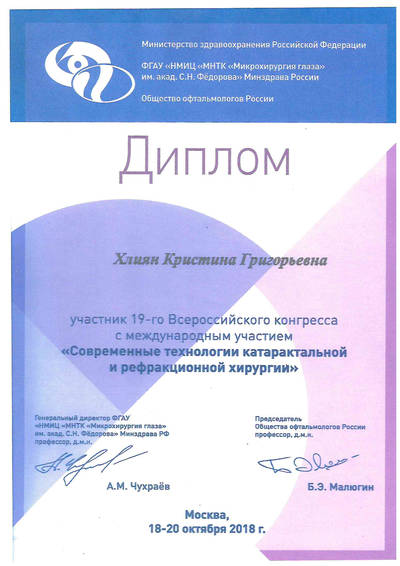 Министерство здравоохранения Российской Федерации
ФГАУ «НМИЦ «МНТК «Микрохирургия глаза»
им. акад. С.Н. Фёдорова» Минздрава России
Общество офтальмологов России
Диплом
Хлиян Кристина Григорьевна
участник 19-го Всероссийского конгресса
с международным участием
«Современные технологии катарактальной
и рефракционной хирургии»
Генеральный директор ФГАУ
«НМИЦ «МНТК «Микрохирургия глаза»
им. акад. С.Н. Фёдорова» Минздрава РФ
профессор, д.м.н.
А.М. Чухраёв
Председатель
Общества офтальмологов России
профессор, д.м.н.
Б.Э. Малюгин
Москва,
18-20 октября 2018 г.